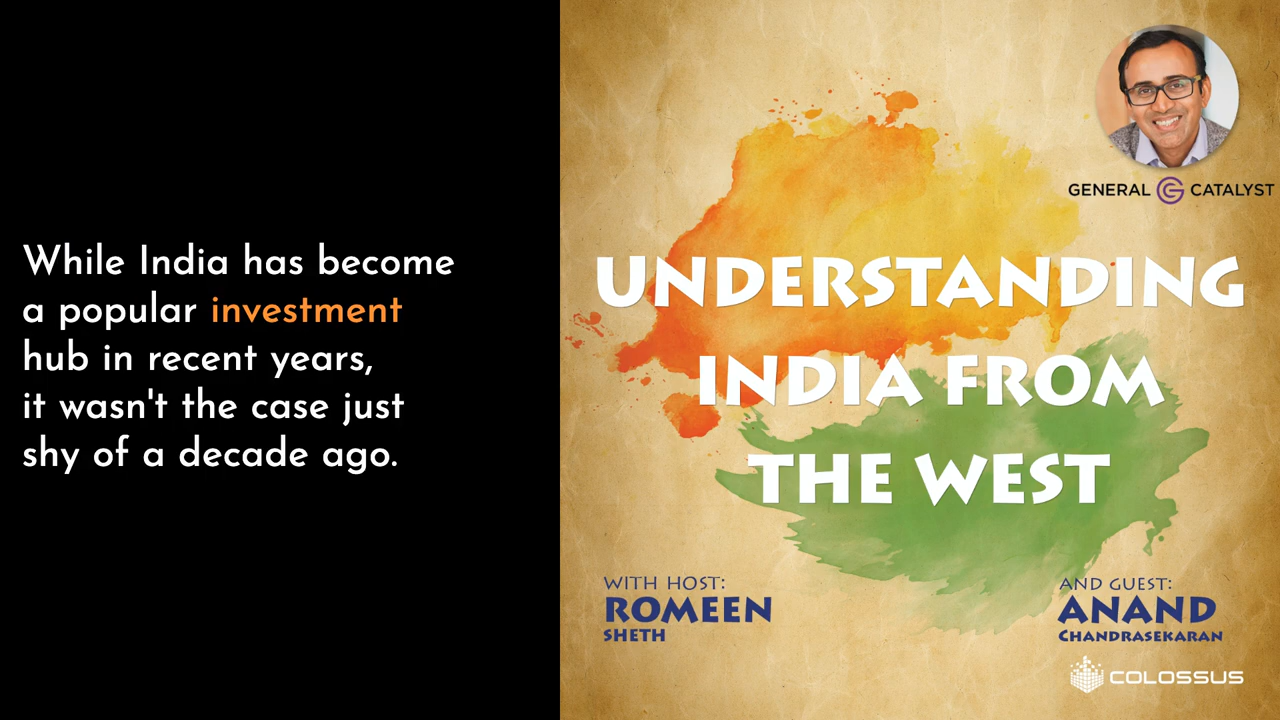 While India has become
a popular investment
hub in recent years,
it wasn't the case just
shy of a decade ago.
GENERAL CATALYST
UNDERSTANDING
INDIA FROM
THE WEST
WITH HOST:
ROMEEN
SHETH
AND GUEST:
ANAND
CHANDRASEKARAN
COLOSSUS